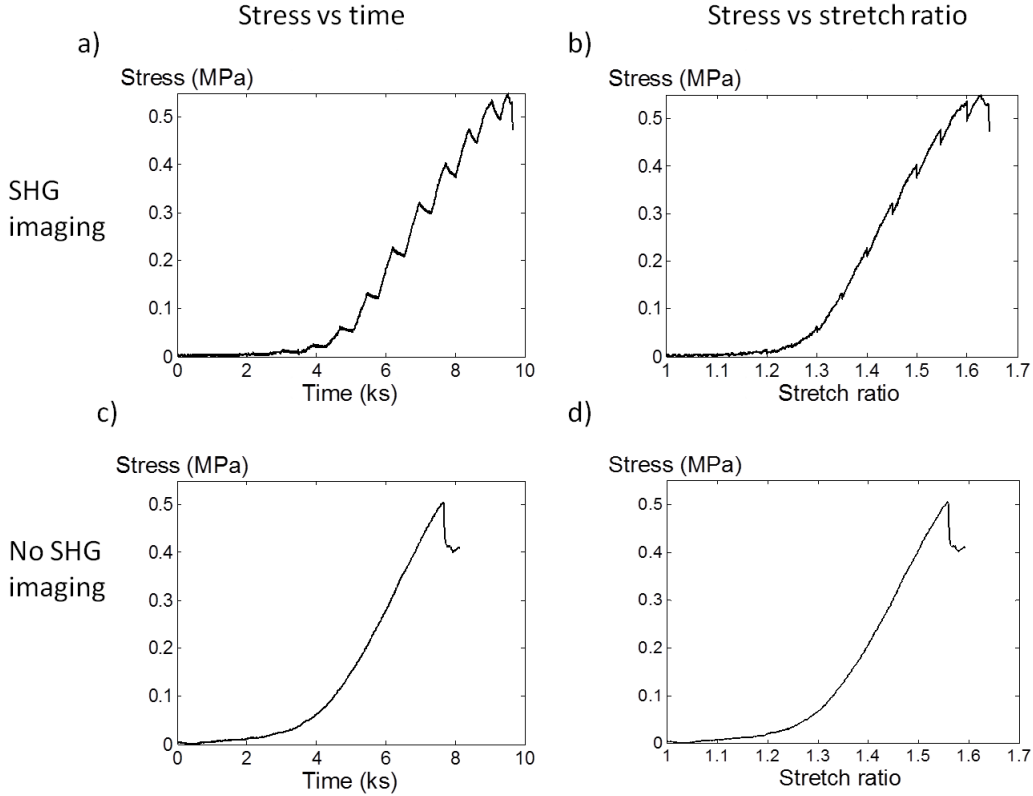 Stress vs time
Stress vs stretch ratio
a)
b)
Stress (MPa)
Stress (MPa)
0.5
0.4
0.3
0.2
0.1
0
0 2 4 6 8 10
Time (ks)
0.5
0.4
0.3
0.2
0.1
0
1 1.1 1.2 1.3 1.4 1.5 1.6 1.7
Stretch ratio
SHG
imaging
c)
d)
Stress (MPa)
Stress (MPa)
0.5
0.4
0.3
0.2
0.1
0
0 2 4 6 8 10
Time (ks)
0.5
0.4
0.3
0.2
0.1
0
1 1.1 1.2 1.3 1.4 1.5 1.6 1.7
Stretch ratio
No SHG
imaging